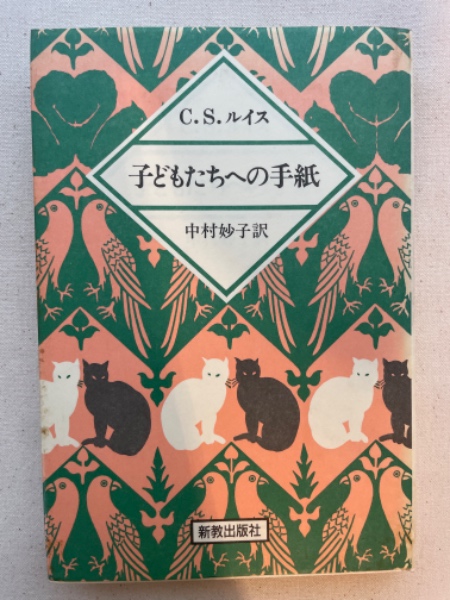 C.S.ルイス
子どもたちへの手紙
中村妙子訳
新教出版社